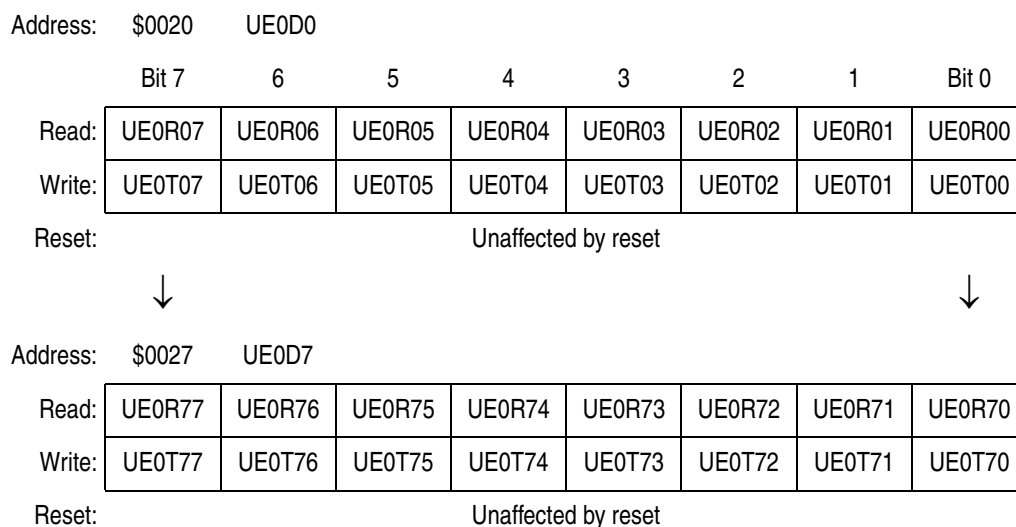 Address: $0020 UE0D0
Bit 7 6 5 4 3 2 1 Bit 0
Read: UE0R07 UE0R06 UE0R05 UE0R04 UE0R03 UE0R02 UE0R01 UE0R00
Write: UE0T07 UE0T06 UE0T05 UE0T04 UE0T03 UE0T02 UE0T01 UE0T00
Reset: Unaffected by reset
↓ ↓
Address: $0027 UE0D7
Read: UE0R77 UE0R76 UE0R75 UE0R74 UE0R73 UE0R72 UE0R71 UE0R70
Write: UE0T77 UE0T76 UE0T75 UE0T74 UE0T73 UE0T72 UE0T71 UE0T70
Reset: Unaffected by reset